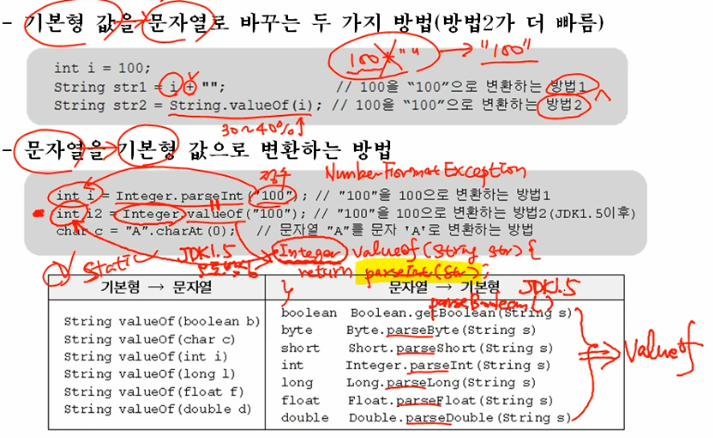 - 기본형 값을 문자열로 바꾸는 두 가지 방법(방법2가 더 빠름)
100+"" → "100"
int i = 100;
String str1 = i + ""; // 100을 “100”으로 변환하는 방법1
String str2 = String.valueOf(i); // 100을 “100”으로 변환하는 방법2
30~40%↑
- 문자열을 기본형 값으로 변환하는 방법
NumberFormatException
int i = Integer.parseInt("100"); // "100"을 100으로 변환하는 방법1
int i2 = Integer.valueOf("100"); // "100"을 100으로 변환하는 방법2(JDK1.5이후)
char c = "A".charAt(0); // 문자열 "A"를 문자 'A'로 변환하는 방법
static JDK1.5 Integer valueOf(String str) {
return parseInt(str);
}
JDK1.5
기본형 → 문자열
String valueOf(boolean b)
String valueOf(char c)
String valueOf(int i)
String valueOf(long l)
String valueOf(float f)
String valueOf(double d)
문자열 → 기본형
parseBoolean()
boolean Boolean.getBoolean(String s)
byte Byte.parseByte(String s)
short Short.parseShort(String s)
int Integer.parseInt(String s)
long Long.parseLong(String s)
float Float.parseFloat(String s)
double Double.parseDouble(String s)
valueOf